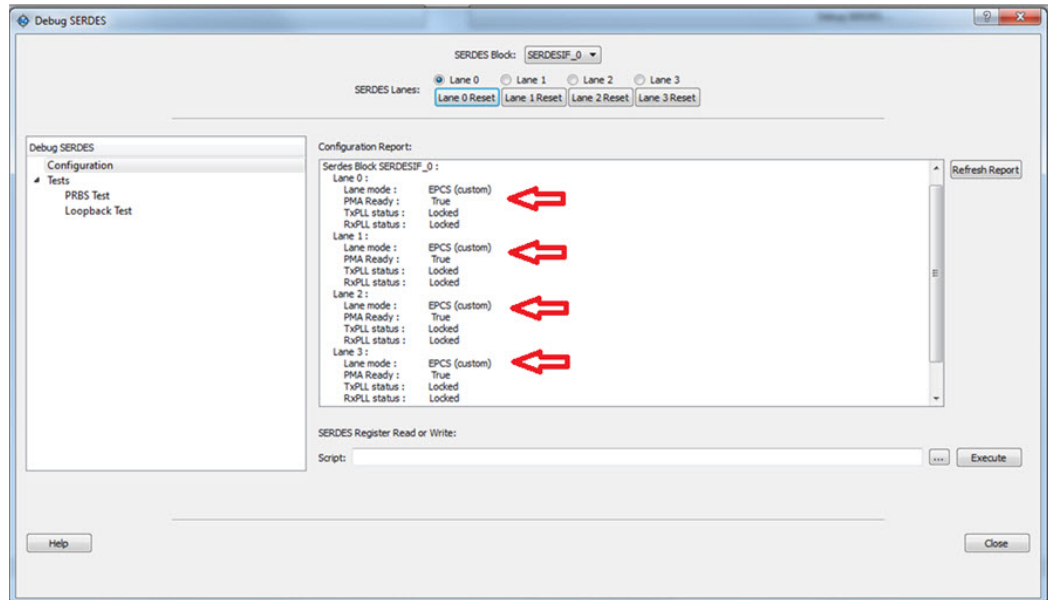 Debug SERDES
SERDES Block: SERDESIF_0
SERDES Lanes: Lane 0 Lane 1 Lane 2 Lane 3
Lane 0 Reset Lane 1 Reset Lane 2 Reset Lane 3 Reset
Debug SERDES
Configuration
Tests
PRBS Test
Loopback Test
Configuration Report:
Serdes Block SERDESIF_0 :
Lane 0 :
Lane mode : EPCS (custom)
PMA Ready : True
TxPLL status : Locked
RxPLL status : Locked
Lane 1 :
Lane mode : EPCS (custom)
PMA Ready : True
TxPLL status : Locked
RxPLL status : Locked
Lane 2 :
Lane mode : EPCS (custom)
PMA Ready : True
TxPLL status : Locked
RxPLL status : Locked
Lane 3 :
Lane mode : EPCS (custom)
PMA Ready : True
TxPLL status : Locked
RxPLL status : Locked
Refresh Report
SERDES Register Read or Write:
Script: ... Execute
Help Close